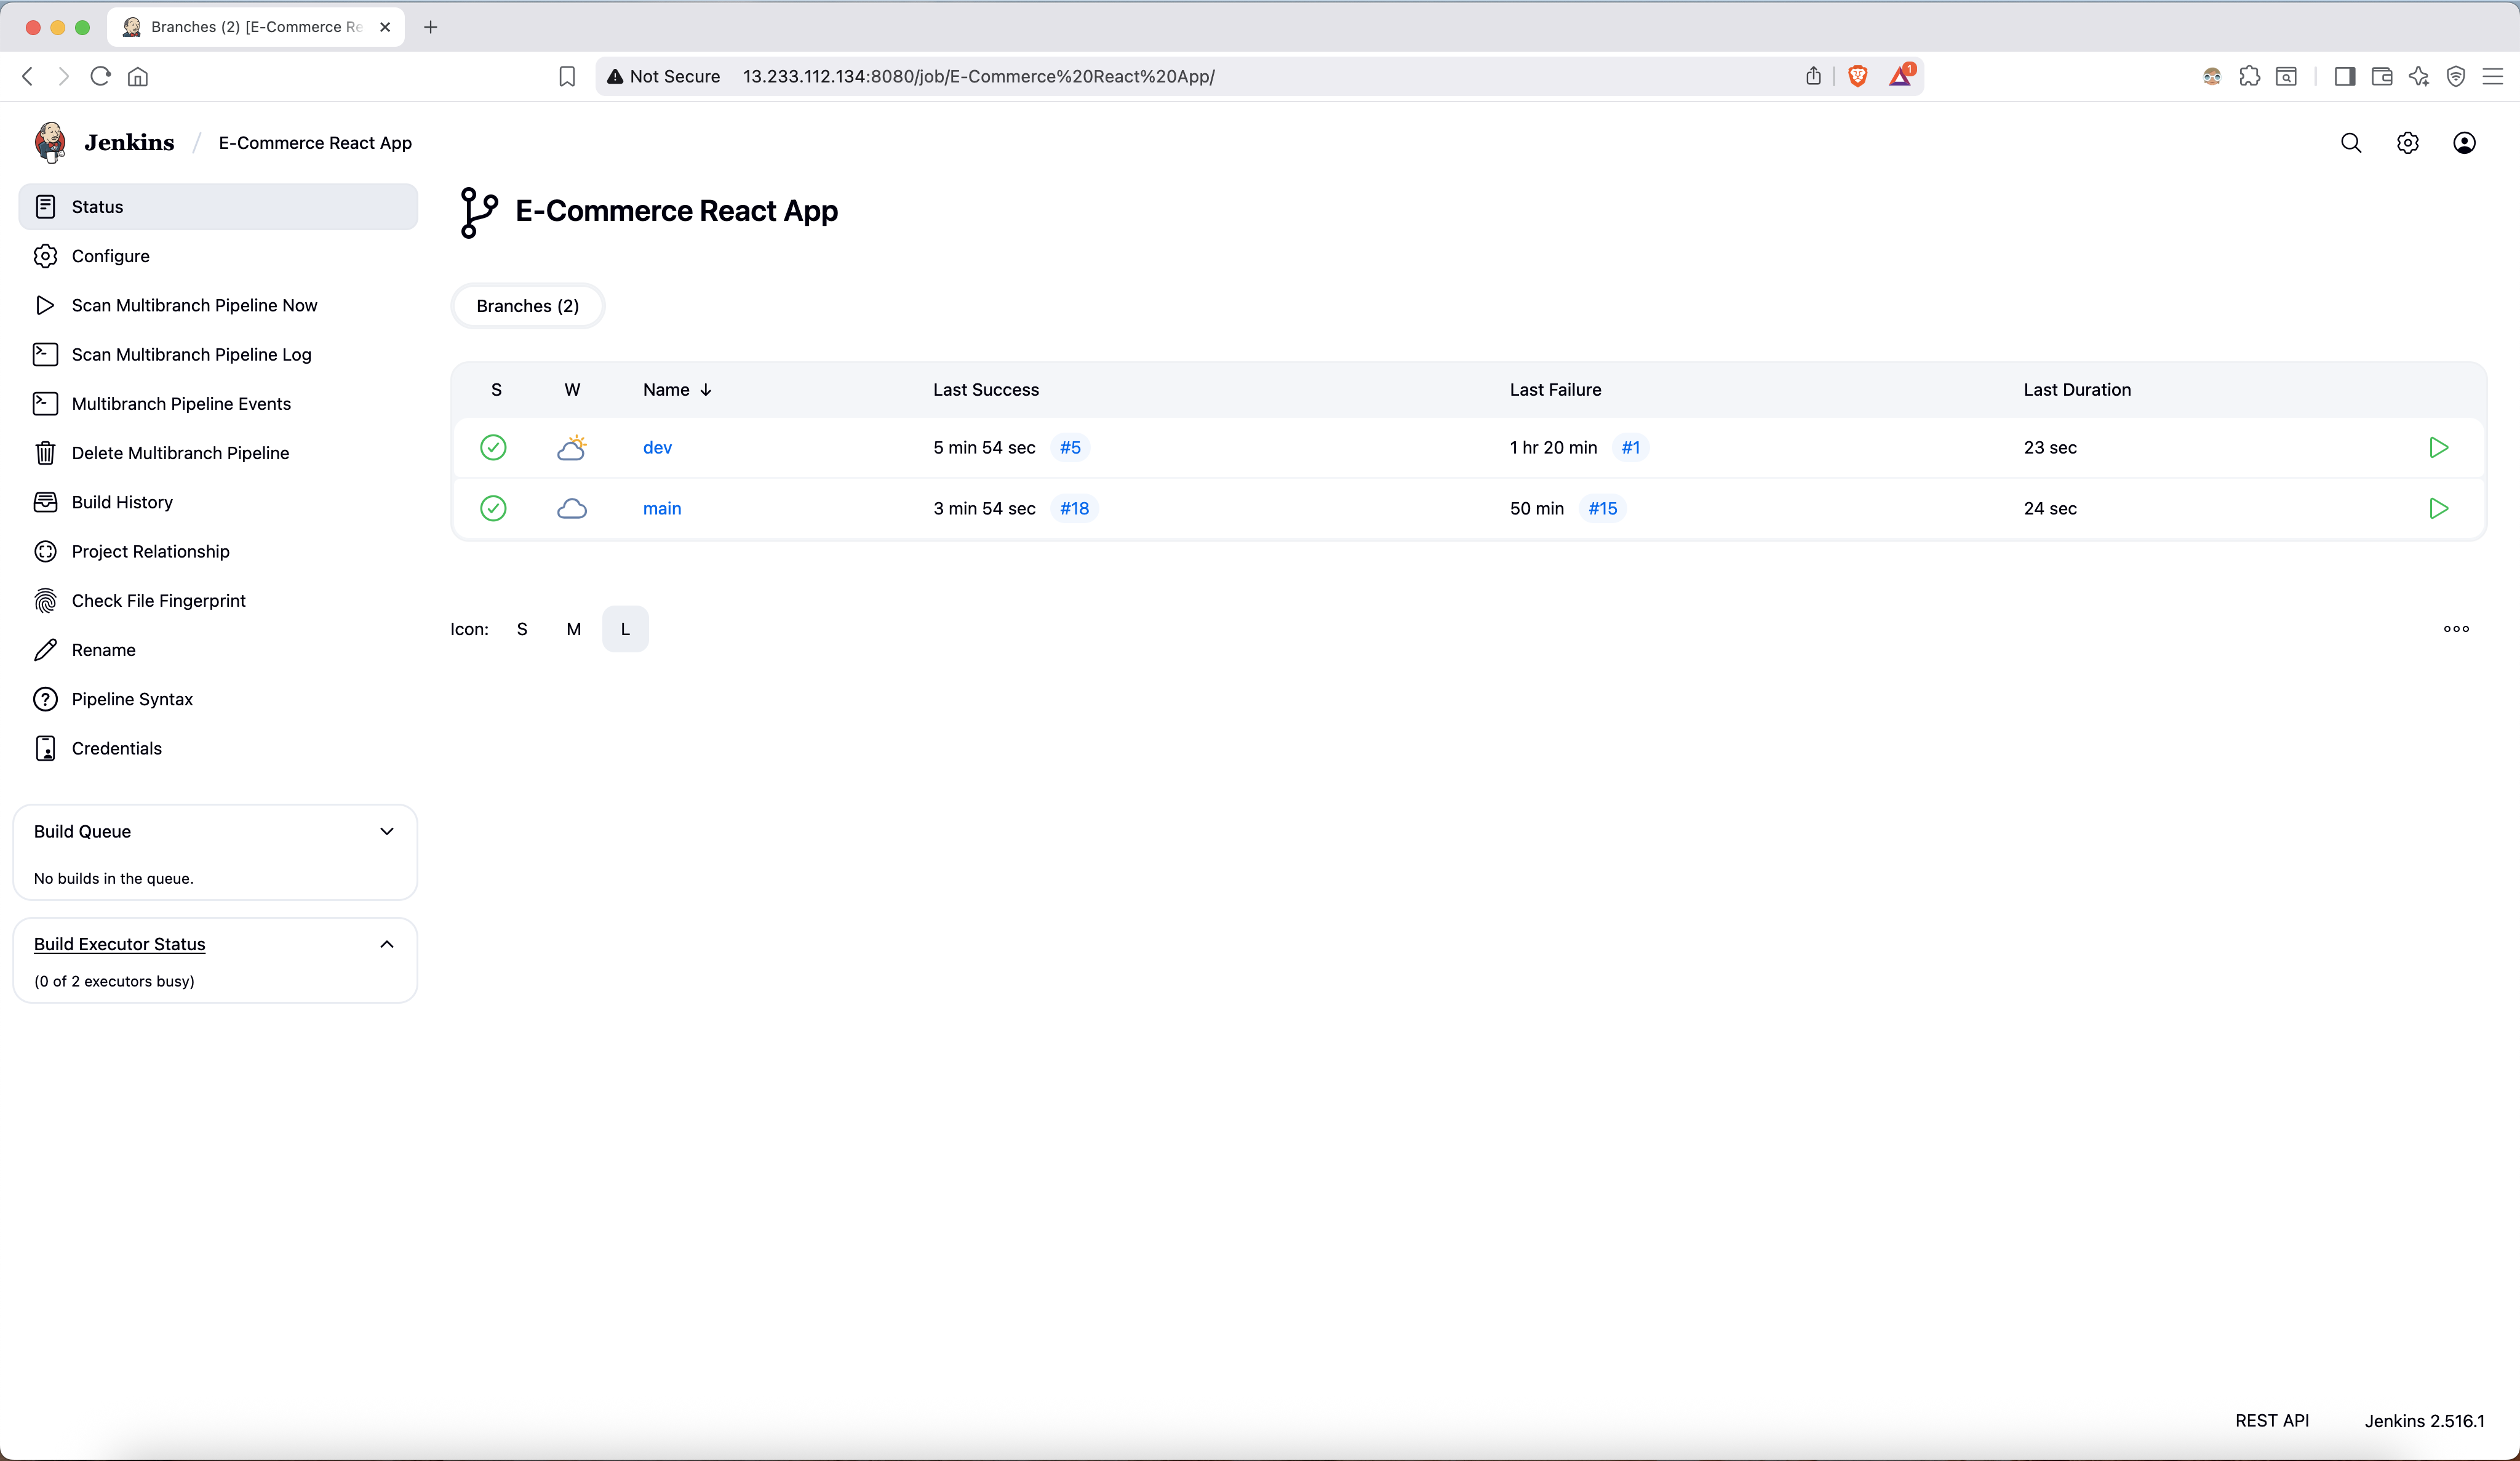 Branches (2) [E-Commerce Re
Not Secure 13.233.112.134:8080/job/E-Commerce%20React%20App/ 1
Jenkins / E-Commerce React App
Status
Configure
Scan Multibranch Pipeline Now
Scan Multibranch Pipeline Log
Multibranch Pipeline Events
Delete Multibranch Pipeline
Build History
Project Relationship
Check File Fingerprint
Rename
Pipeline Syntax
Credentials
Build Queue
No builds in the queue.
Build Executor Status
(0 of 2 executors busy)
E-Commerce React App
Branches (2)
S W Name ↓ Last Success Last Failure Last Duration
dev 5 min 54 sec #5 1 hr 20 min #1 23 sec
main 3 min 54 sec #18 50 min #15 24 sec
Icon: S M L
REST API Jenkins 2.516.1